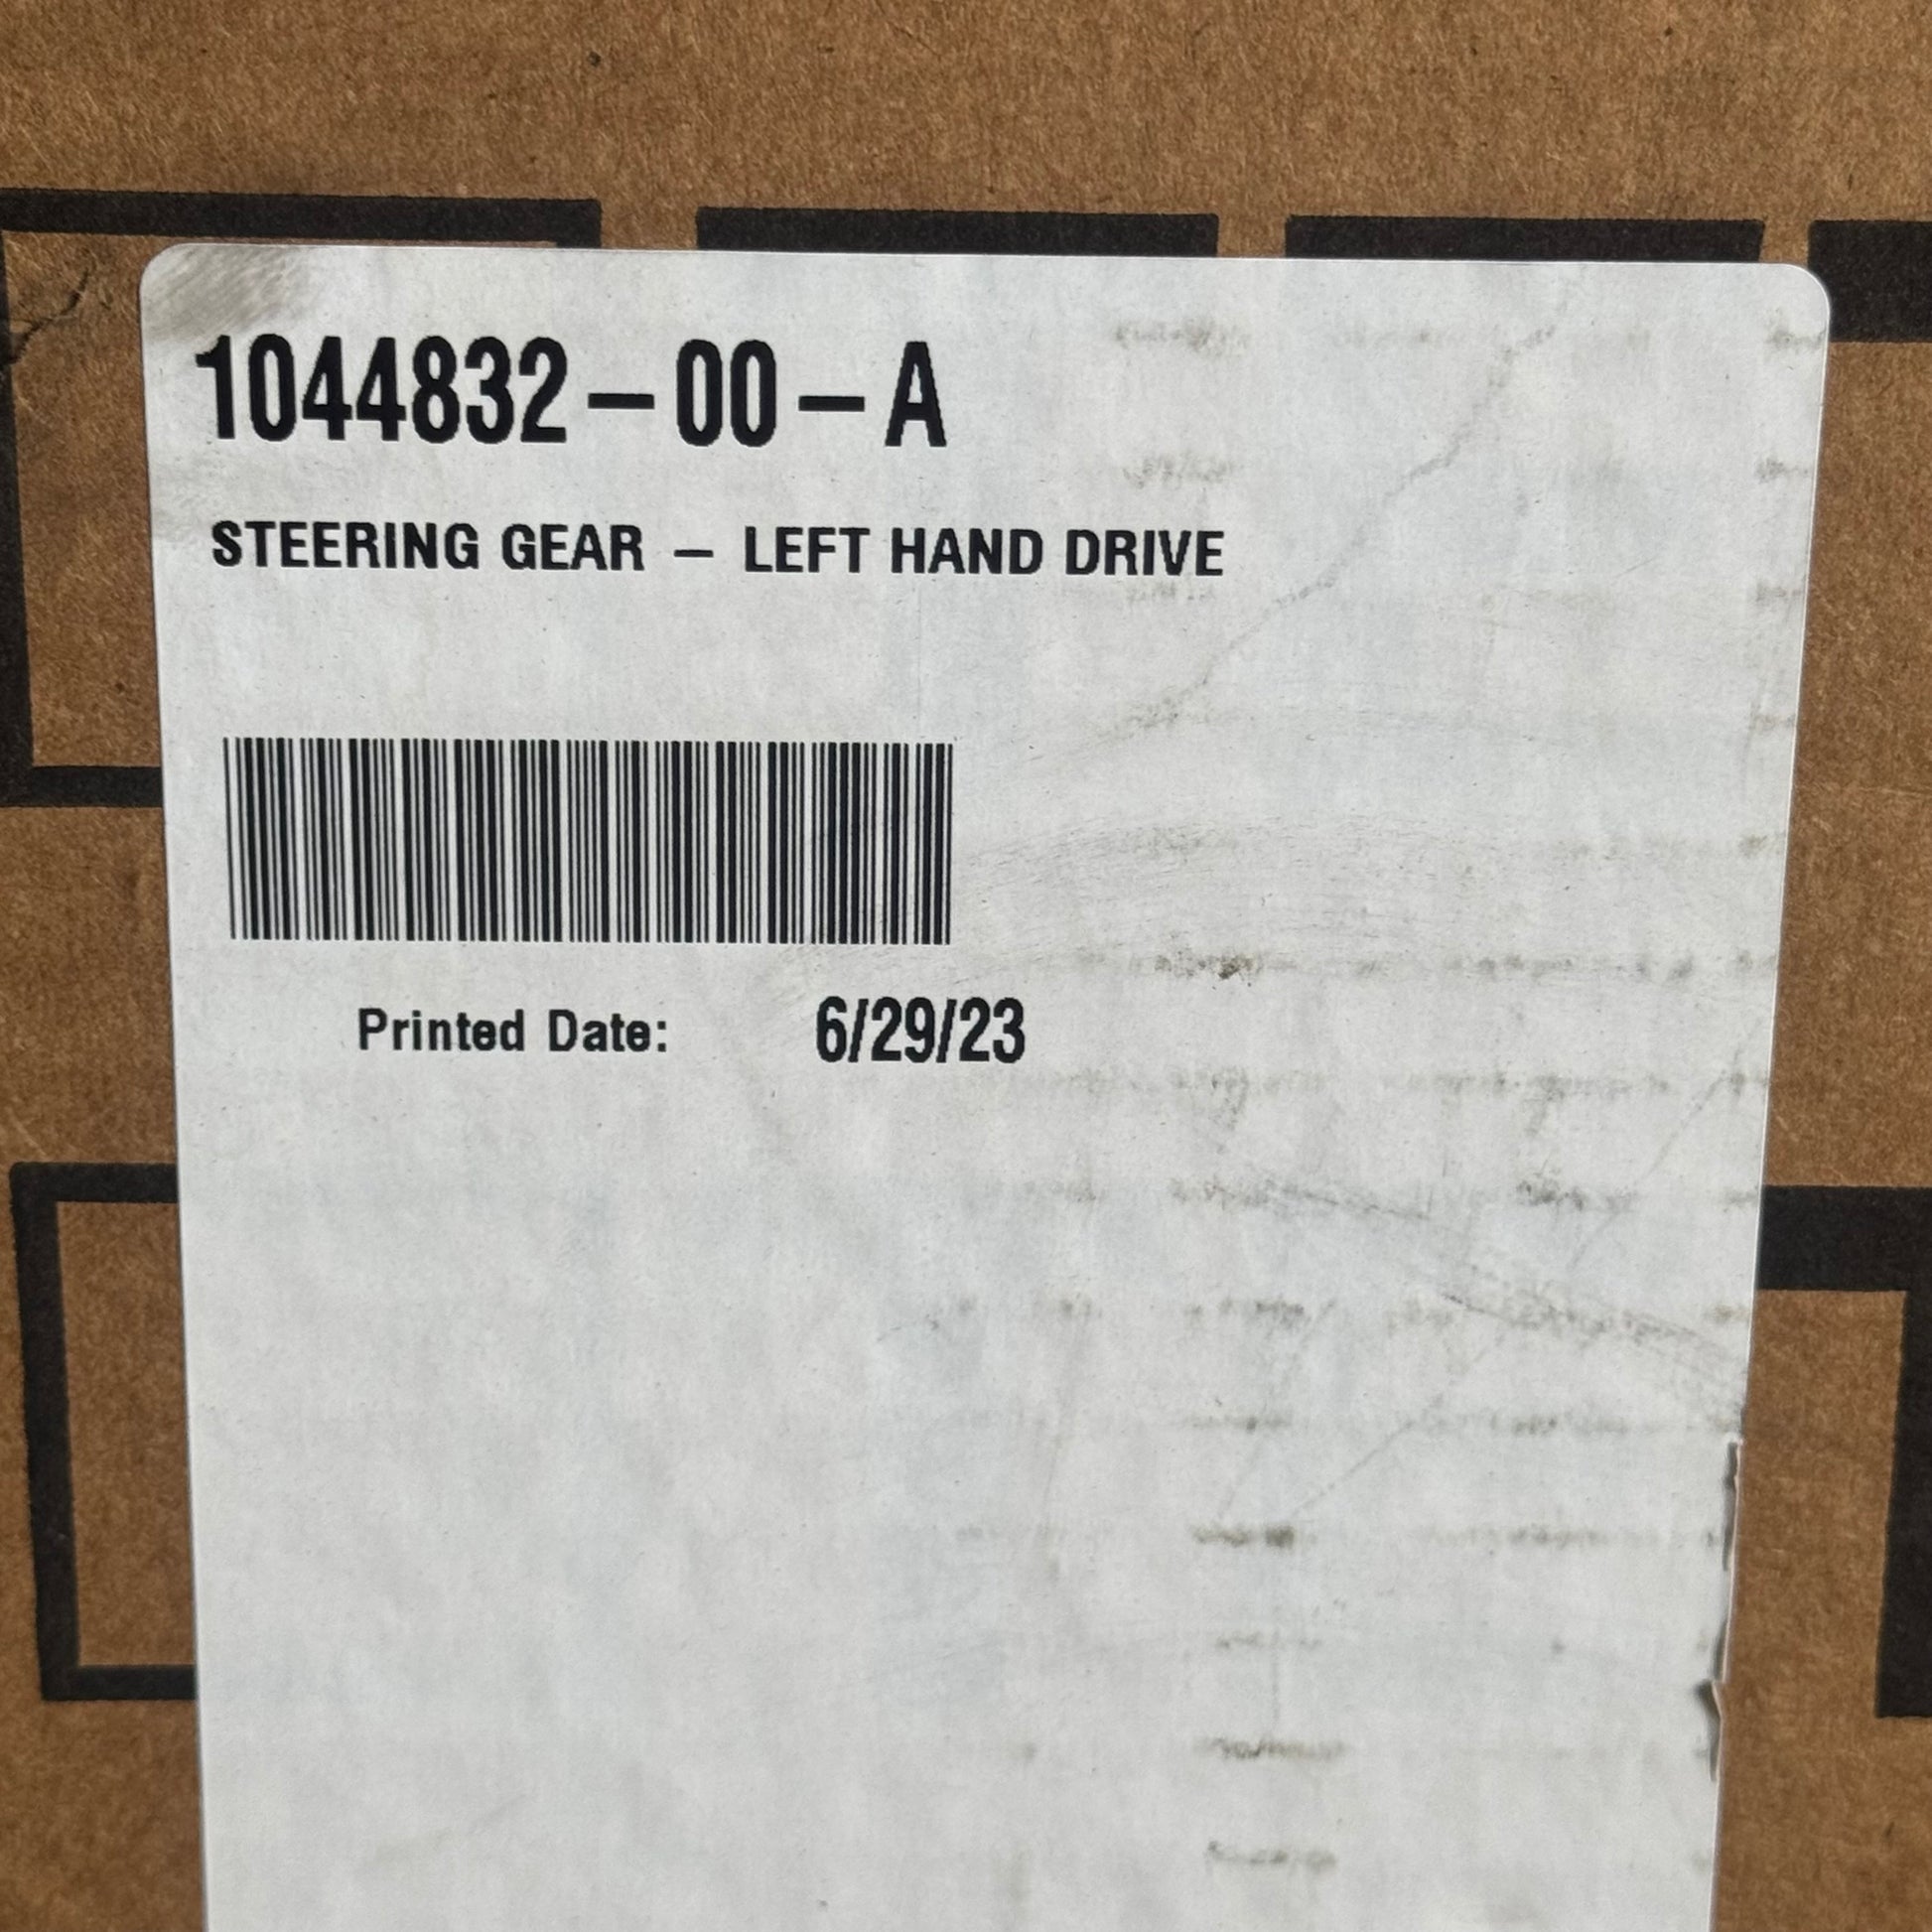 1044832-00-A
STEERING GEAR - LEFT HAND DRIVE
Printed Date: 6/29/23